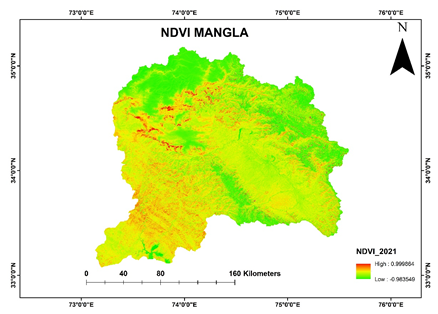 73°0'0"E 74°0'0"E 75°0'0"E 76°0'0"E
NDVI MANGLA
N
35°0'0"N 35°0'0"N
34°0'0"N 34°0'0"N
33°0'0"N 33°0'0"N
NDVI_2021
High : 0.999864
Low : -0.963549
0 40 80 160 Kilometers
73°0'0"E 74°0'0"E 75°0'0"E 76°0'0"E